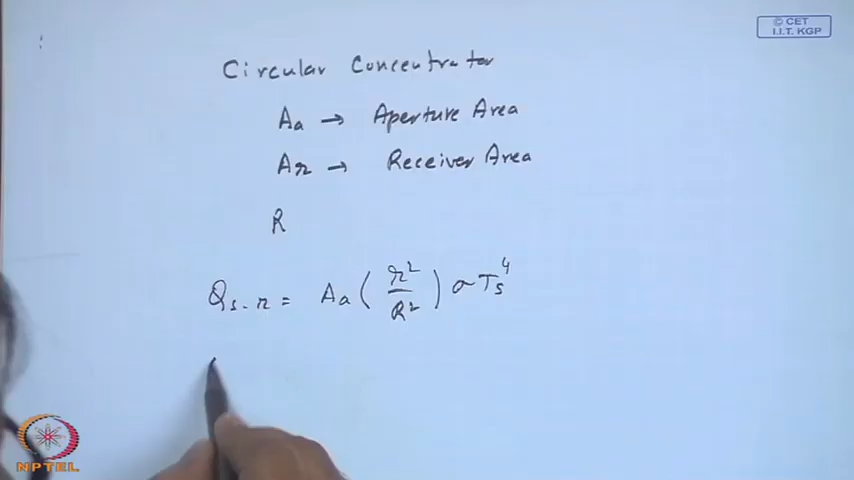 © CET
I.I.T. KGP
Circular Concentrator
Aa → Aperture Area
Ar → Receiver Area
R
Qs-r = Aa ( r² / R² ) σ Ts⁴
NPTEL